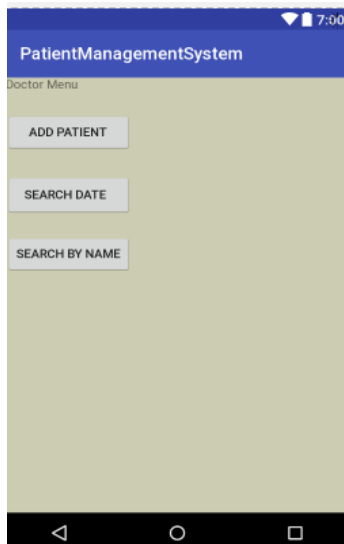 7:00
PatientManagementSystem
Doctor Menu
ADD PATIENT
SEARCH DATE
SEARCH BY NAME